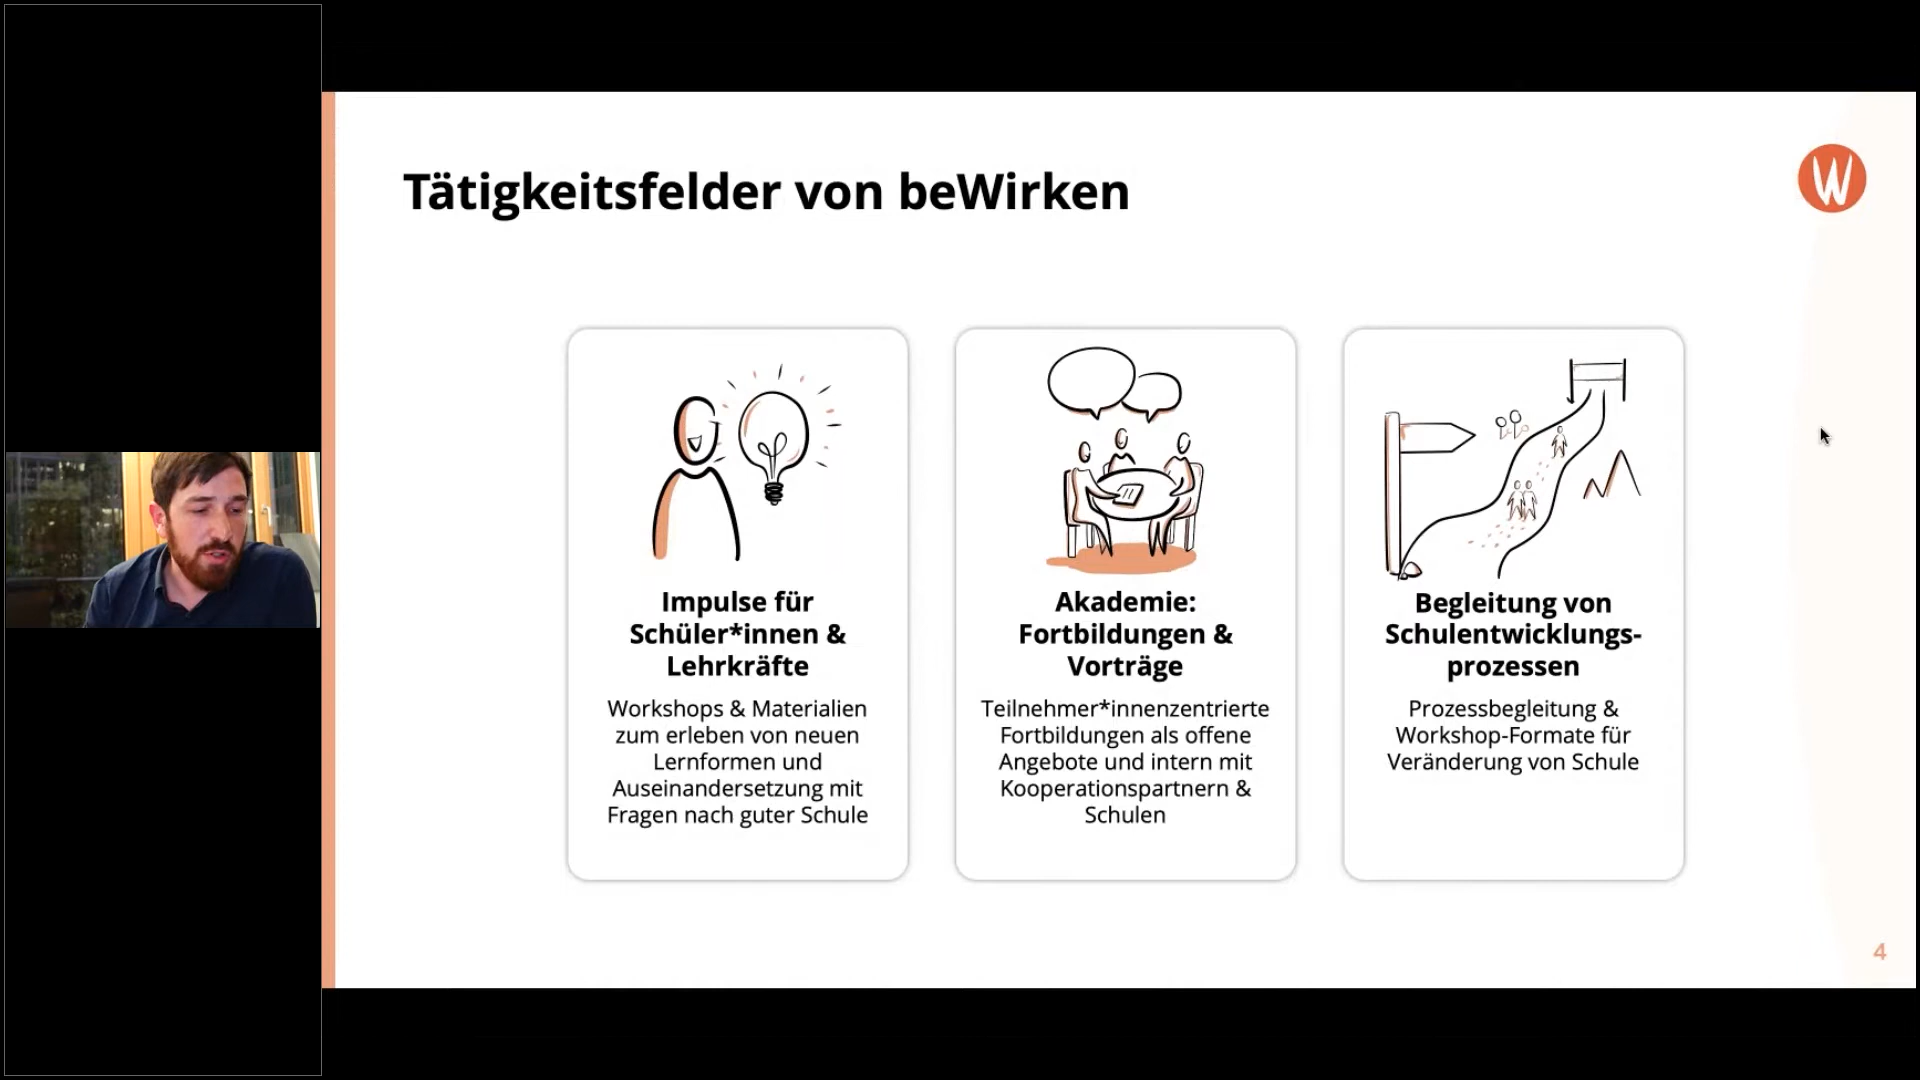 Tätigkeitsfelder von beWirken
W
Impulse für
Schüler*innen &
Lehrkräfte
Workshops & Materialien
zum erleben von neuen
Lernformen und
Auseinandersetzung mit
Fragen nach guter Schule
Akademie:
Fortbildungen &
Vorträge
Teilnehmer*innenzentrierte
Fortbildungen als offene
Angebote und intern mit
Kooperationspartnern &
Schulen
Begleitung von
Schulentwicklungs-
prozessen
Prozessbegleitung &
Workshop-Formate für
Veränderung von Schule
4